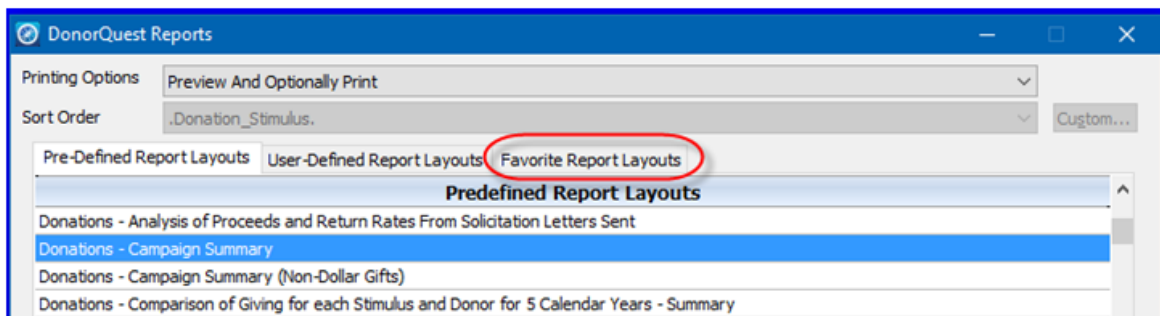 DonorQuest Reports
Printing Options Preview And Optionally Print
Sort Order .Donation_Stimulus. Custom...
Pre-Defined Report Layouts User-Defined Report Layouts Favorite Report Layouts
Predefined Report Layouts
Donations - Analysis of Proceeds and Return Rates From Solicitation Letters Sent
Donations - Campaign Summary
Donations - Campaign Summary (Non-Dollar Gifts)
Donations - Comparison of Giving for each Stimulus and Donor for 5 Calendar Years - Summary